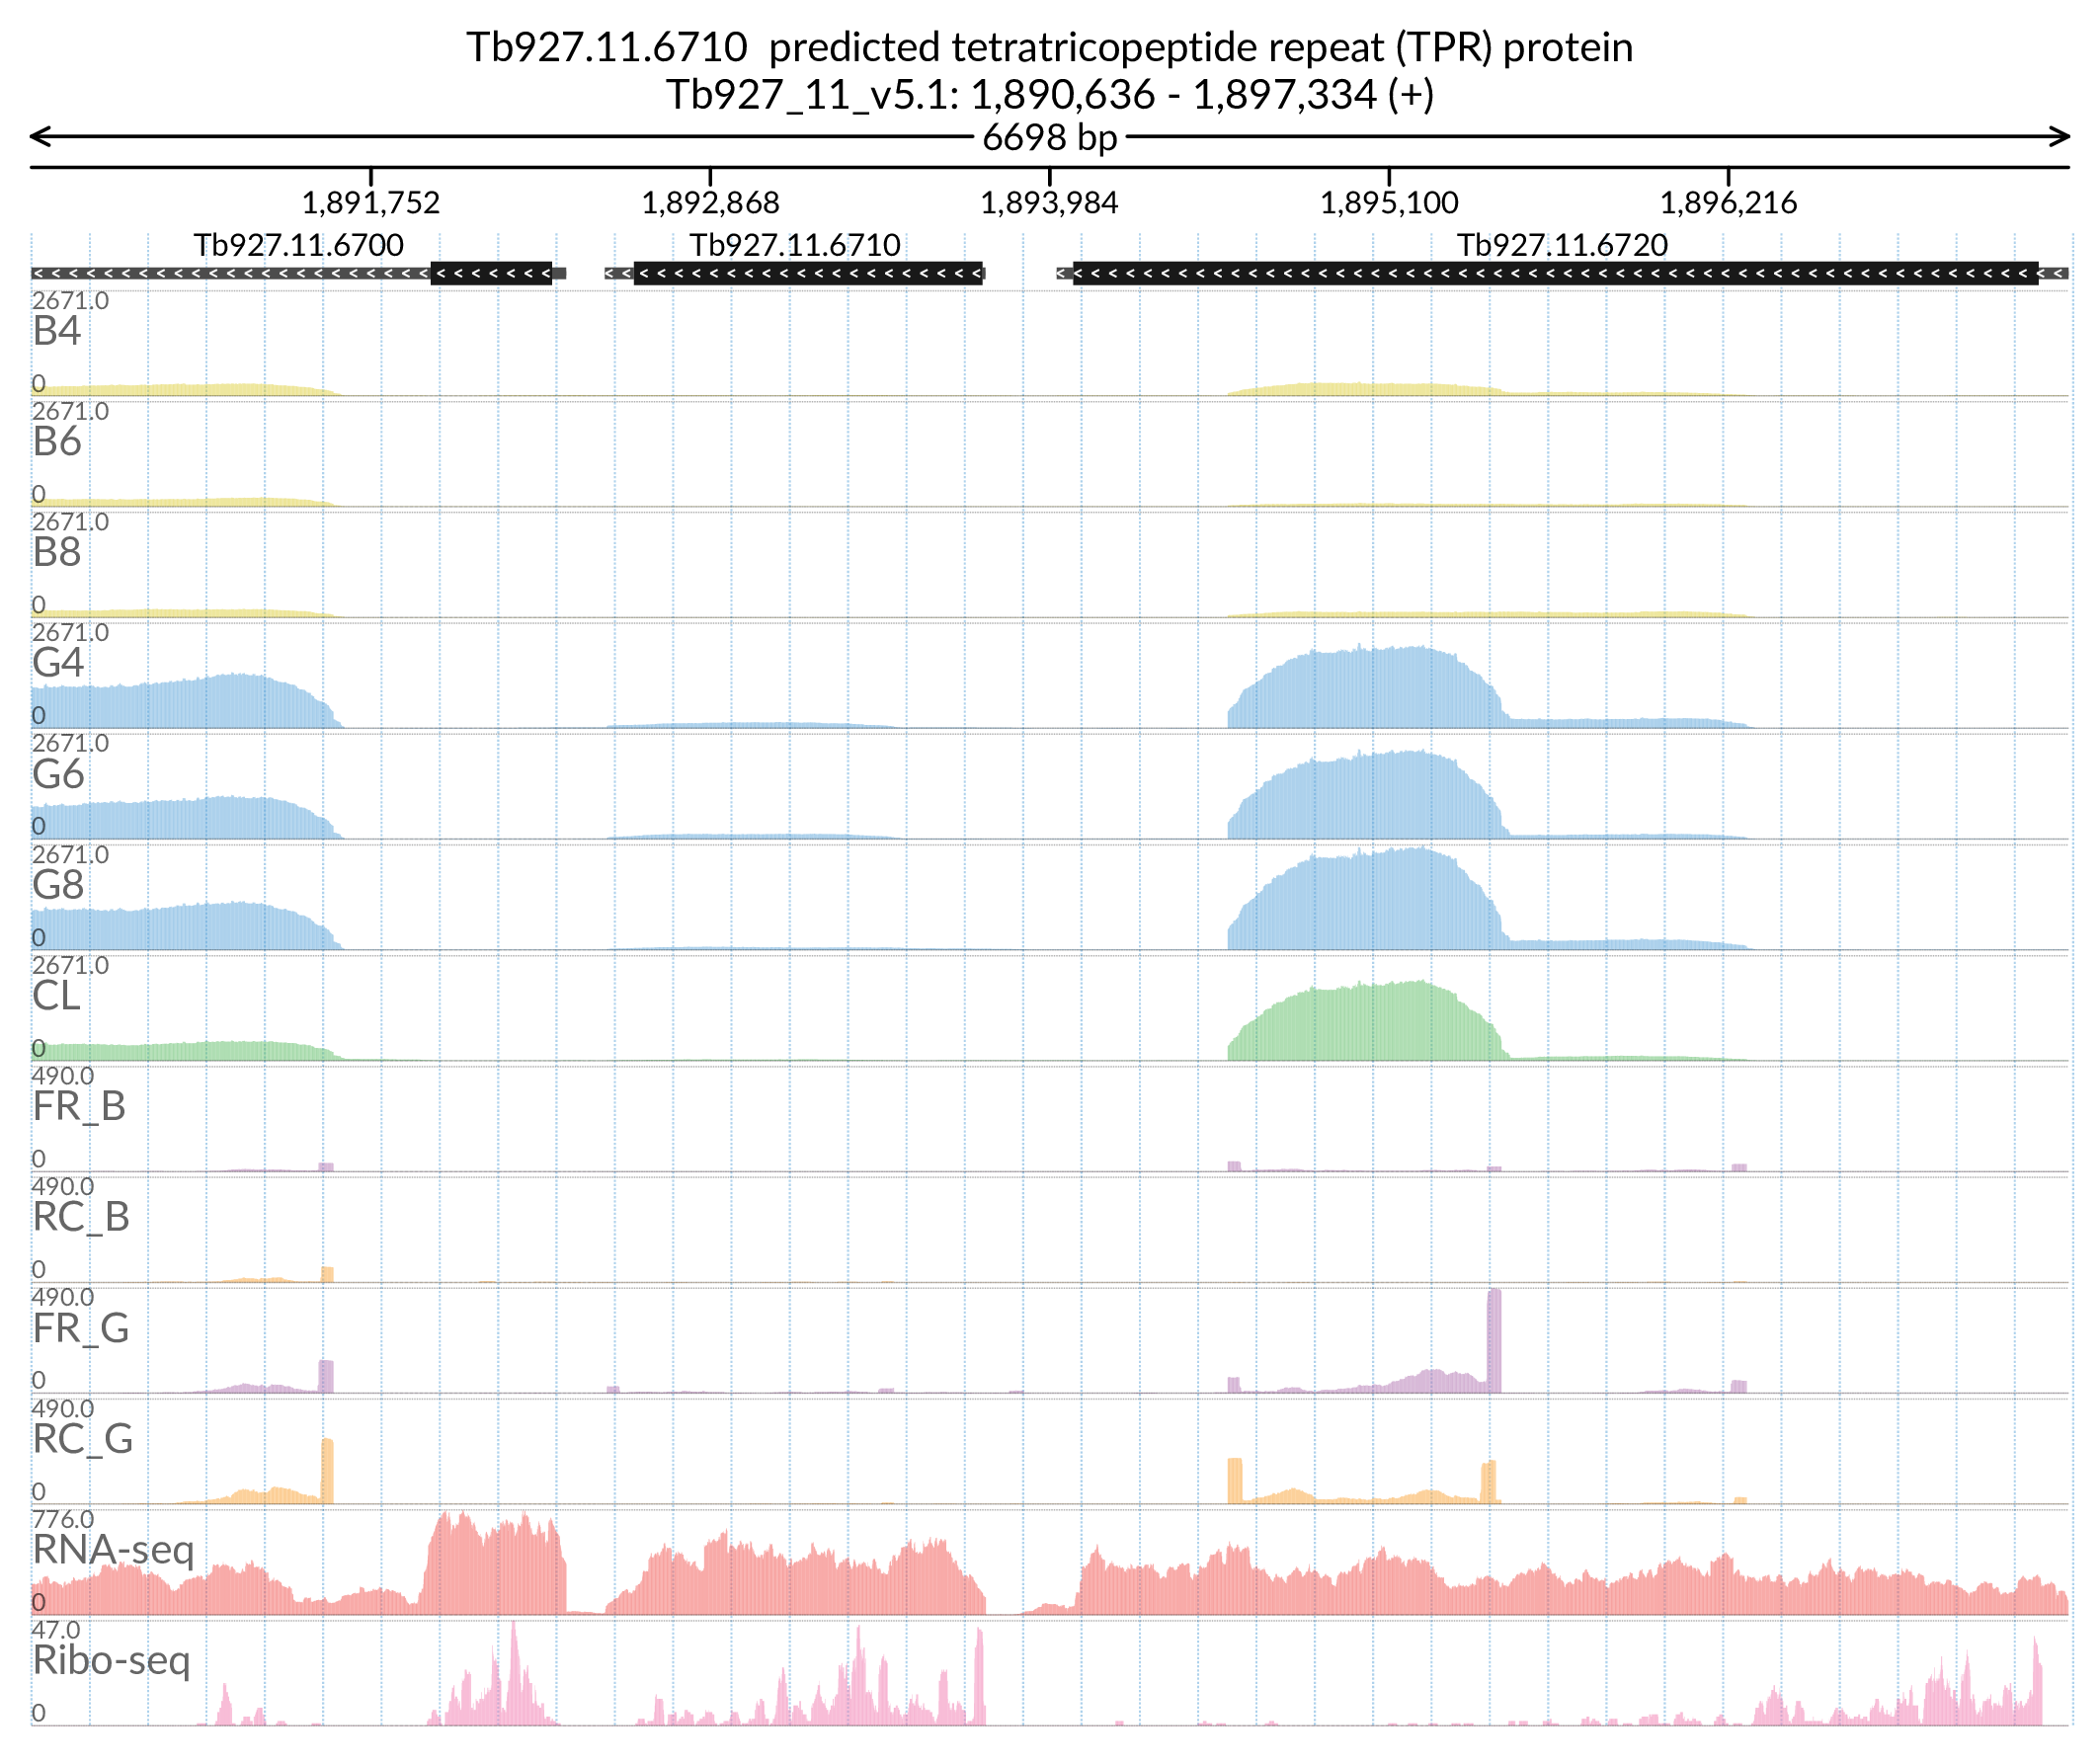 Tb927.11.6710 predicted tetratricopeptide repeat (TPR) protein
Tb927_11_v5.1: 1,890,636 - 1,897,334 (+)
6698 bp
1,891,752 1,892,868 1,893,984 1,895,100 1,896,216
Tb927.11.6700 Tb927.11.6710 Tb927.11.6720
2671.0
B4
0
2671.0
B6
0
2671.0
B8
0
2671.0
G4
0
2671.0
G6
0
2671.0
G8
0
2671.0
CL
0
490.0
FR_B
0
490.0
RC_B
0
490.0
FR_G
0
490.0
RC_G
0
776.0
RNA-seq
0
47.0
Ribo-seq
0